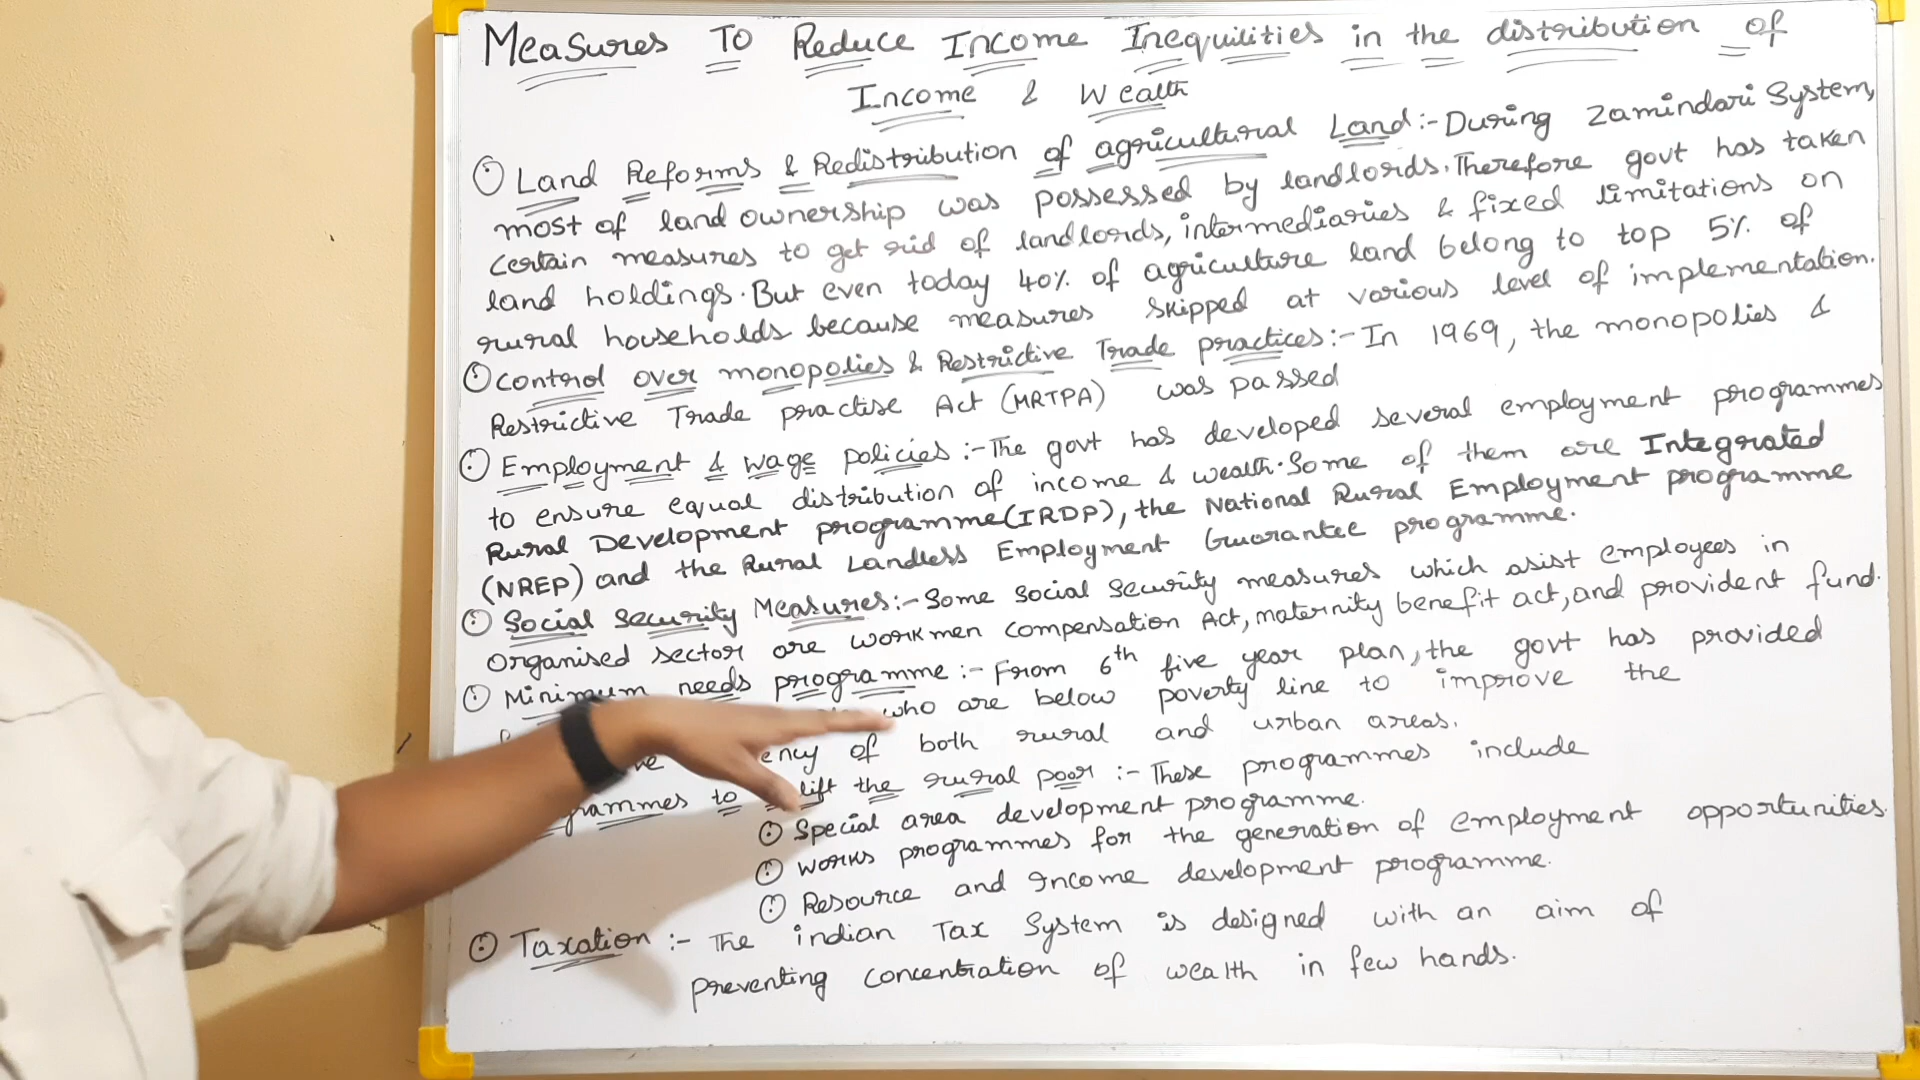 Measures To Reduce Income Inequilities in the distribution of
Income & Wealth
Land Reforms & Redistribution of agricultural Land :- During Zamindari System,
most of land ownership was possessed by landlords. Therefore govt has taken
certain measures to get rid of landlords, intermediaries & fixed limitations on
land holdings. But even today 40% of agriculture land belong to top 5% of
rural households because measures skipped at various level of implementation.
Control over monopolies & Restrictive Trade practices :- In 1969, the monopolies &
Restrictive Trade practise Act (MRTPA) was passed
Employment & wage policies :- The govt has developed several employment programmes
to ensure equal distribution of income & wealth. Some of them are Integrated
Rural Development programme (IRDP), the National Rural Employment programme
(NREP) and the Rural Landless Employment Guarantee programme.
Social Security Measures :- Some social security measures which asist employees in
organised sector are workmen compensation Act, maternity benefit act, and provident fund.
Minimum needs programme :- From 6th five year plan, the govt has provided
who are below poverty line to improve the
ency of both rural and urban areas.
grammes to lift the rural poor :- These programmes include
Special area development programme.
works programmes for the generation of employment opportunities.
Resource and Income development programme.
Taxation :- The indian Tax System is designed with an aim of
preventing concentration of wealth in few hands.